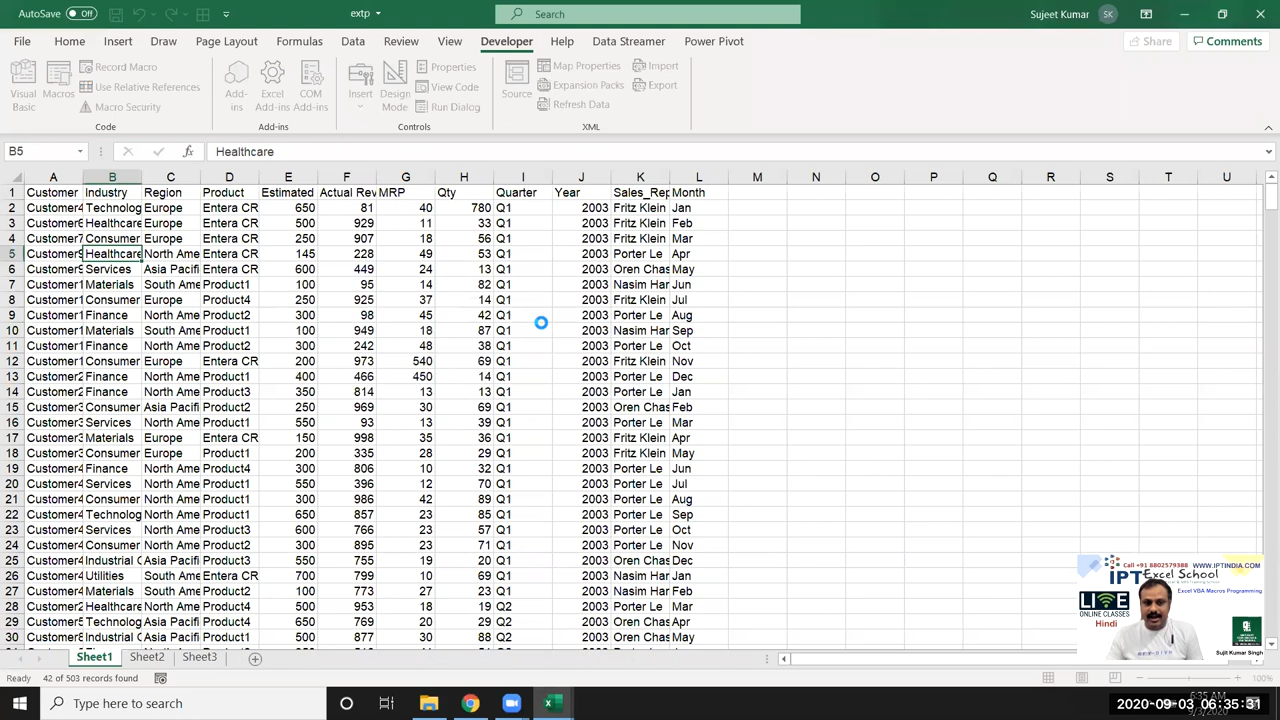 AutoSave Off extp Search Sujeet Kumar SK
File Home Insert Draw Page Layout Formulas Data Review View Developer Help Data Streamer Power Pivot Share Comments
Visual Basic Macros Record Macro Use Relative References Macro Security
Add-ins Excel Add-ins COM Add-ins
Insert Design Mode Properties View Code Run Dialog
Source Map Properties Expansion Packs Refresh Data Import Export
Code Add-ins Controls XML
B5 fx Healthcare
A B C D E F G H I J K L M N O P Q R S T U
1 Customer Industry Region Product Estimated Actual Rev MRP Qty Quarter Year Sales_Rep Month
2 Customer4 Technolog Europe Entera CR 650 81 40 780 Q1 2003 Fritz Klein Jan
3 Customer6 Healthcare Europe Entera CR 500 929 11 33 Q1 2003 Fritz Klein Feb
4 Customer7 Consumer Europe Entera CR 250 907 18 56 Q1 2003 Fritz Klein Mar
5 Customer9 Healthcare North Ame Entera CR 145 228 49 53 Q1 2003 Porter Le Apr
6 Customer9 Services Asia Pacifi Entera CR 600 449 24 13 Q1 2003 Oren Chas May
7 Customer1 Materials South Ame Product1 100 95 14 82 Q1 2003 Nasim Har Jun
8 Customer1 Consumer Europe Product4 250 925 37 14 Q1 2003 Fritz Klein Jul
9 Customer1 Finance North Ame Product2 300 98 45 42 Q1 2003 Porter Le Aug
10 Customer1 Materials South Ame Product1 100 949 18 87 Q1 2003 Nasim Har Sep
11 Customer1 Finance North Ame Product2 300 242 48 38 Q1 2003 Porter Le Oct
12 Customer1 Consumer Europe Entera CR 200 973 540 69 Q1 2003 Fritz Klein Nov
13 Customer2 Finance North Ame Product1 400 466 450 14 Q1 2003 Porter Le Dec
14 Customer2 Finance North Ame Product3 350 814 13 13 Q1 2003 Porter Le Jan
15 Customer2 Consumer Asia Pacifi Entera CR 250 969 30 69 Q1 2003 Oren Chas Feb
16 Customer3 Services North Ame Product1 550 93 13 39 Q1 2003 Porter Le Mar
17 Customer3 Materials Europe Entera CR 150 998 35 36 Q1 2003 Fritz Klein Apr
18 Customer3 Consumer Europe Product1 200 335 28 29 Q1 2003 Fritz Klein May
19 Customer4 Finance North Ame Product4 300 806 10 32 Q1 2003 Porter Le Jun
20 Customer4 Services North Ame Product1 550 396 12 70 Q1 2003 Porter Le Jul
21 Customer4 Consumer North Ame Product1 300 986 42 89 Q1 2003 Porter Le Aug
22 Customer4 Technolog North Ame Product1 650 857 23 85 Q1 2003 Porter Le Sep
23 Customer4 Services North Ame Product3 600 766 23 57 Q1 2003 Porter Le Oct
24 Customer4 Consumer North Ame Product2 300 895 23 71 Q1 2003 Porter Le Nov
25 Customer4 Industrial G Asia Pacifi Product3 550 755 19 20 Q1 2003 Oren Chas Dec
26 Customer4 Utilities South Ame Entera CR 700 799 10 69 Q1 2003 Nasim Har Jan
27 Customer4 Materials South Ame Product2 100 773 27 23 Q1 2003 Nasim Har Feb
28 Customer2 Healthcare North Ame Product4 500 953 18 19 Q2 2003 Porter Le Mar
29 Customer5 Technolog Asia Pacifi Product4 650 769 20 29 Q2 2003 Oren Chas Apr
30 Customer8 Industrial G Asia Pacifi Product1 500 877 30 88 Q2 2003 Oren Chas May
Call +91 8802579388 www.IPTINDIA.com
IPT Excel School
Excel VBA Macros Programming
LIVE
ONLINE CLASSES
Hindi
Sujit Kumar Singh
Sheet1 Sheet2 Sheet3
Ready 42 of 503 records found 100%
Type here to search
6:35 AM
9/3/2020
2020-09-03 06:35:31